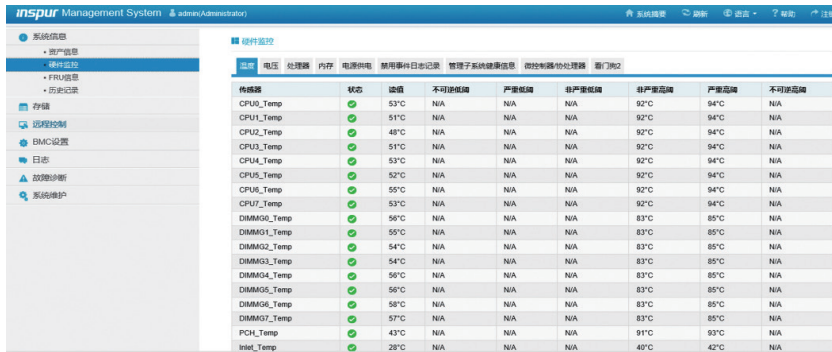 inspur Management System admin(Administrator) 系统摘要 刷新 语言 帮助
系统信息
• 资产信息
• 硬件监控
• FRU信息
• 历史记录
存储
远程控制
BMC设置
日志
故障诊断
系统维护
硬件监控
温度 电压 处理器 内存 电源供电 禁用事件日志记录 管理子系统健康信息 微控制器/协处理器 看门狗2
传感器 状态 读值 不可逆低阈 严重低阈 非严重低阈 非严重高阈 严重高阈 不可逆高阈
CPU0_Temp 53°C N/A N/A N/A 92°C 94°C N/A
CPU1_Temp 51°C N/A N/A N/A 92°C 94°C N/A
CPU2_Temp 48°C N/A N/A N/A 92°C 94°C N/A
CPU3_Temp 51°C N/A N/A N/A 92°C 94°C N/A
CPU4_Temp 53°C N/A N/A N/A 92°C 94°C N/A
CPU5_Temp 52°C N/A N/A N/A 92°C 94°C N/A
CPU6_Temp 55°C N/A N/A N/A 92°C 94°C N/A
CPU7_Temp 53°C N/A N/A N/A 92°C 94°C N/A
DIMMG0_Temp 56°C N/A N/A N/A 83°C 85°C N/A
DIMMG1_Temp 55°C N/A N/A N/A 83°C 85°C N/A
DIMMG2_Temp 54°C N/A N/A N/A 83°C 85°C N/A
DIMMG3_Temp 54°C N/A N/A N/A 83°C 85°C N/A
DIMMG4_Temp 56°C N/A N/A N/A 83°C 85°C N/A
DIMMG5_Temp 56°C N/A N/A N/A 83°C 85°C N/A
DIMMG6_Temp 58°C N/A N/A N/A 83°C 85°C N/A
DIMMG7_Temp 57°C N/A N/A N/A 83°C 85°C N/A
PCH_Temp 43°C N/A N/A N/A 91°C 93°C N/A
Inlet_Temp 28°C N/A N/A N/A 40°C 42°C N/A